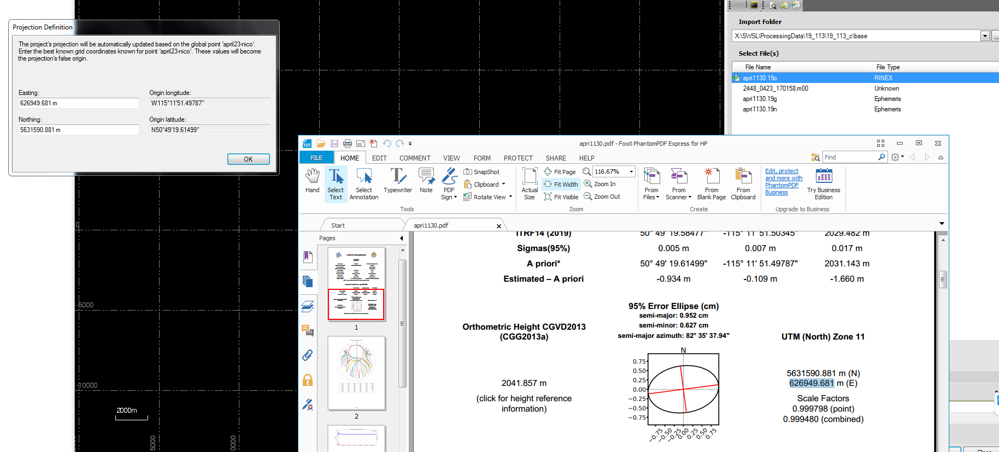 Projection Definition
The project's projection will be automatically updated based on the global point 'april23-nico'.
Enter the best known grid coordinates known for point 'april23-nico'. These values will become
the projection's false origin.
Easting:
Origin longitude:
626949.681 m
W115°11'51.49787"
Northing:
Origin latitude:
5631590.881 m
N50°49'19.61499"
OK
0
-5000
-10000
2000m
5000
0000
Import Folder
X:\SWSL\ProcessingData\19_113\19_113_c\base
...
Select File(s)
File Name
File Type
apri1130.19o
RINEX
2448_0423_170158.m00
Unknown
apri1130.19g
Ephemeris
apri1130.19n
Ephemeris
PDF
apri1130.pdf - Foxit PhantomPDF Express for HP
FILE
HOME
EDIT
COMMENT
VIEW
FORM
PROTECT
SHARE
HELP
Find
Hand
Select
Text
Select
Annotation
Typewriter
Note
PDF
Sign
SnapShot
Clipboard
Rotate View
Tools
Actual
Size
Fit Page
Fit Width
Fit Visible
116.67%
Zoom In
Zoom Out
Zoom
From
Files
From
Scanner
From
Blank Page
From
Clipboard
Create
Edit, protect
and more with
PhantomPDF
Business
Try Business
Edition
Upgrade to Business
Start
apri1130.pdf
Pages
1
2
ITRF14 (2019) 50° 49' 19.58477" -115° 11' 51.50345" 2029.482 m
Sigmas(95%) 0.005 m 0.007 m 0.017 m
A priori* 50° 49' 19.61499" -115° 11' 51.49787" 2031.143 m
Estimated – A priori -0.934 m -0.109 m -1.660 m
95% Error Ellipse (cm)
semi-major: 0.952 cm
semi-minor: 0.627 cm
semi-major azimuth: 82° 35' 37.94"
Orthometric Height CGVD2013
(CGG2013a)
2041.857 m
(click for height reference
information)
N
0.75
0.50
0.25
0.00
−0.25
−0.50
−0.75
−0.75
−0.50
−0.25
0.00
0.25
0.50
0.75
UTM (North) Zone 11
5631590.881 m (N)
626949.681 m (E)
Scale Factors
0.999798 (point)
0.999480 (combined)